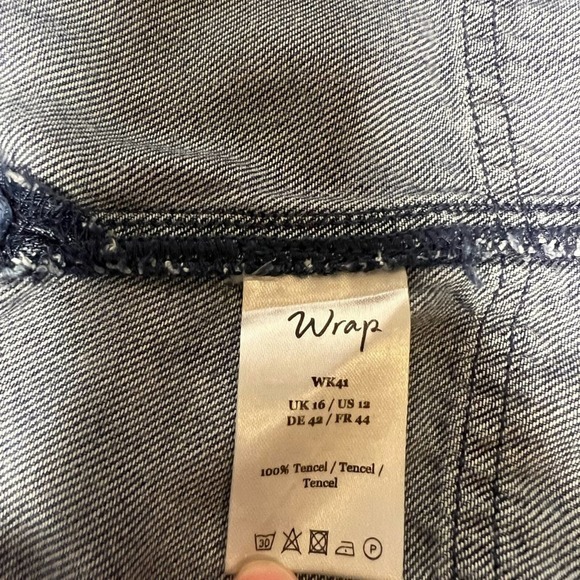 Wrap
WK41
UK 16 / US 12
DE 42 / FR 44
100% Tencel / Tencel /
Tencel
30 P